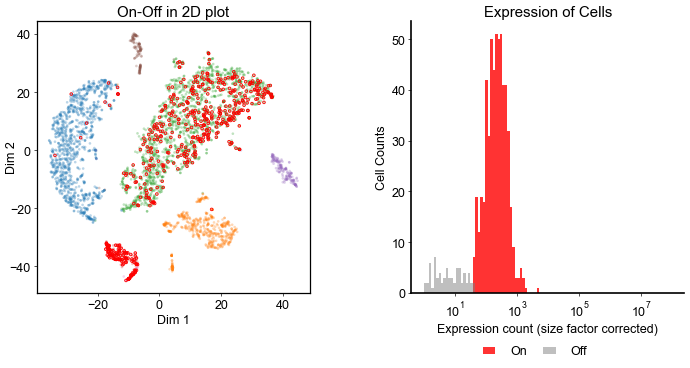 On-Off in 2D plot
Dim 2
40
20
0
−20
−40
−20
0
20
40
Dim 1
Expression of Cells
Cell Counts
50
40
30
20
10
0
10^1
10^3
10^5
10^7
Expression count (size factor corrected)
On
Off